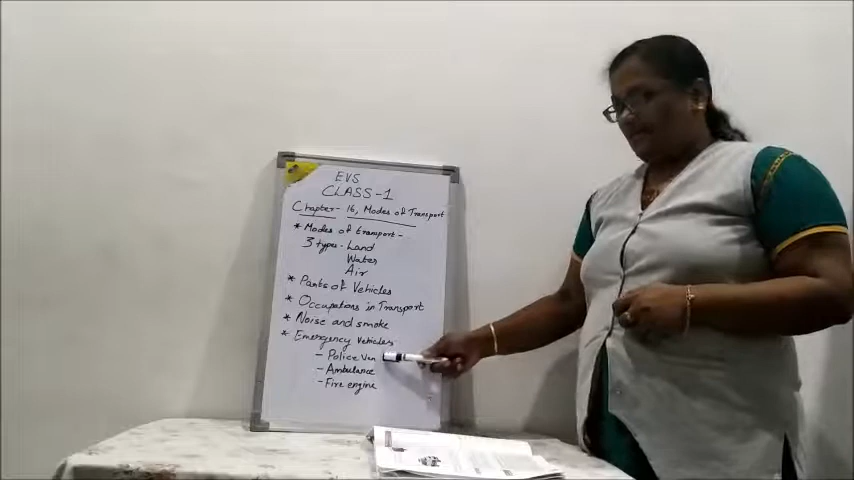 EVS
CLASS-1
Chapter- 16, Modes of Transport
* Modes of transport-
3 type- Land
Water
Air
* Parts of Vehicles
* Occupations in Transport
* Noise and smoke
* Emergency Vehicles
- Police Van
- Ambulance
- Fire engine